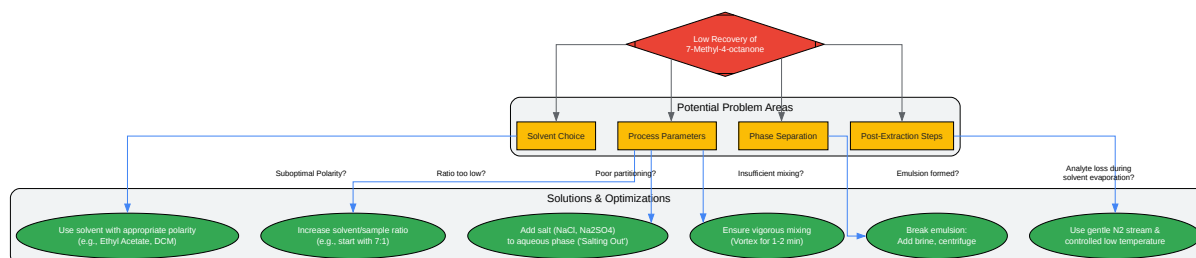 Low Recovery of
7-Methyl-4-octanone
Potential Problem Areas
Solvent Choice
Process Parameters
Phase Separation
Post-Extraction Steps
Suboptimal Polarity?
Ratio too low?
Poor partitioning?
Insufficient mixing?
Emulsion formed?
Analyte loss during
solvent evaporation?
Solutions & Optimizations
Use solvent with appropriate polarity
(e.g., Ethyl Acetate, DCM)
Increase solvent/sample ratio
(e.g., start with 7:1)
Add salt (NaCl, Na2SO4)
to aqueous phase ('Salting Out')
Ensure vigorous mixing
(Vortex for 1-2 min)
Break emulsion:
Add brine, centrifuge
Use gentle N2 stream &
controlled low temperature